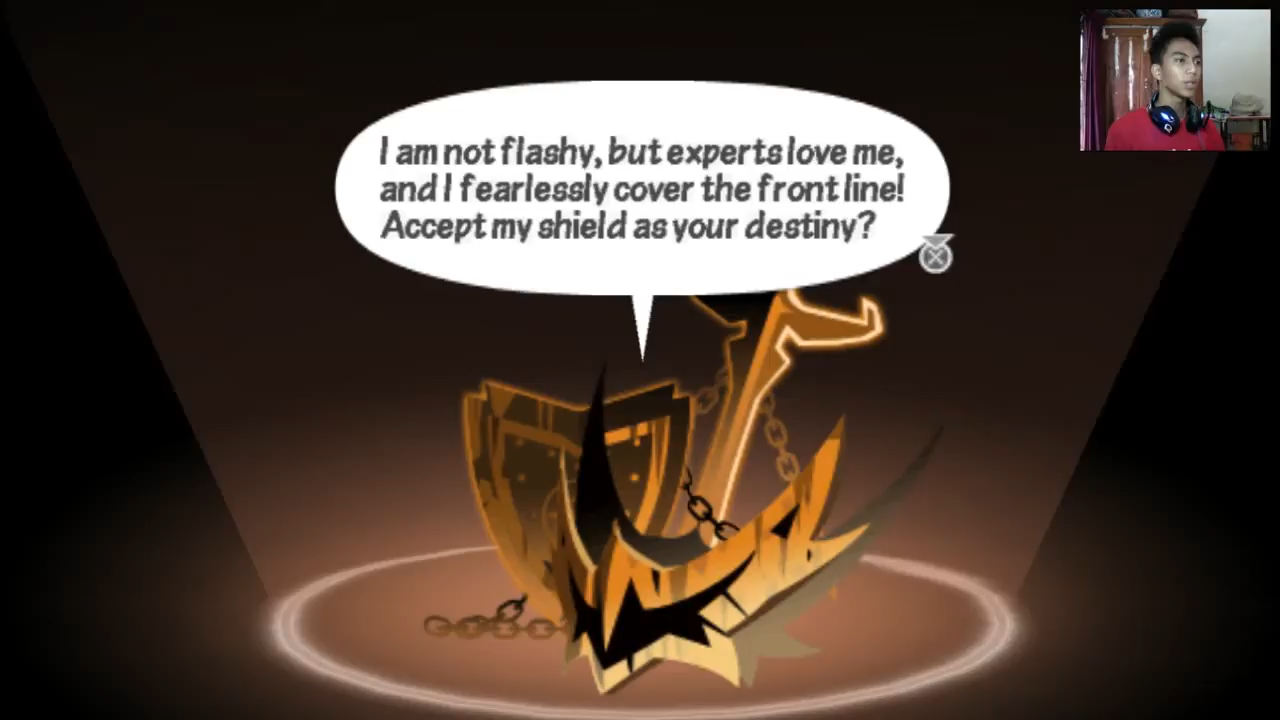 I am not flashy, but experts love me,
and I fearlessly cover the front line!
Accept my shield as your destiny?